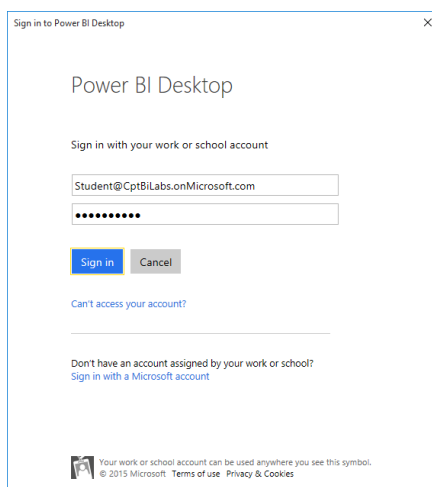 Sign in to Power BI Desktop
Power BI Desktop
Sign in with your work or school account
Student@CptBiLabs.onMicrosoft.com
●●●●●●●●●●
Sign in Cancel
Can't access your account?
Don't have an account assigned by your work or school?
Sign in with a Microsoft account
Your work or school account can be used anywhere you see this symbol.
© 2015 Microsoft Terms of use Privacy & Cookies